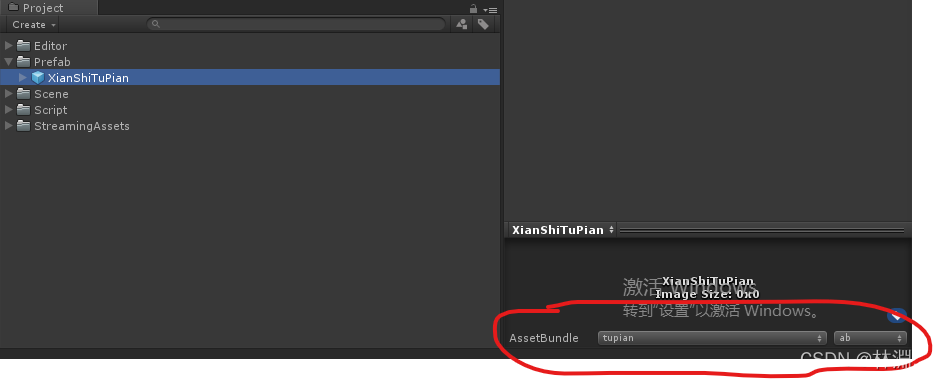 Project
Create
Editor
Prefab
XianShiTuPian
Scene
Script
StreamingAssets
XianShiTuPian
XianShiTuPian
Image Size: 0x0
激活 Windows
转到"设置"以激活 Windows。
AssetBundle tupian ab
CSDN @林淵